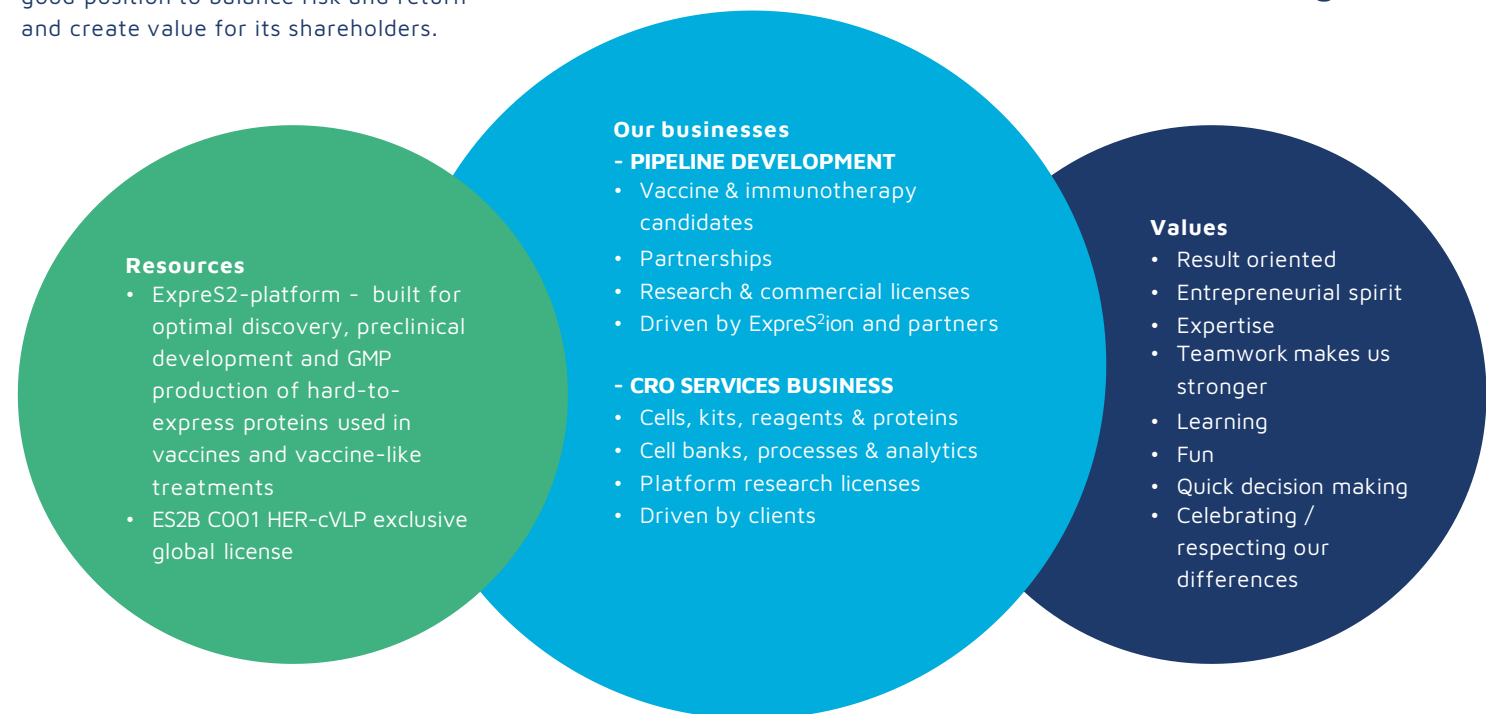 good position to balance risk and return
and create value for its shareholders.
Resources
• ExpreS2-platform - built for
optimal discovery, preclinical
development and GMP
production of hard-to-
express proteins used in
vaccines and vaccine-like
treatments
• ES2B C001 HER-cVLP exclusive
global license
Our businesses
- PIPELINE DEVELOPMENT
• Vaccine & immunotherapy
candidates
• Partnerships
• Research & commercial licenses
• Driven by ExpreS²ion and partners
- CRO SERVICES BUSINESS
• Cells, kits, reagents & proteins
• Cell banks, processes & analytics
• Platform research licenses
• Driven by clients
Values
• Result oriented
• Entrepreneurial spirit
• Expertise
• Teamwork makes us
stronger
• Learning
• Fun
• Quick decision making
• Celebrating /
respecting our
differences